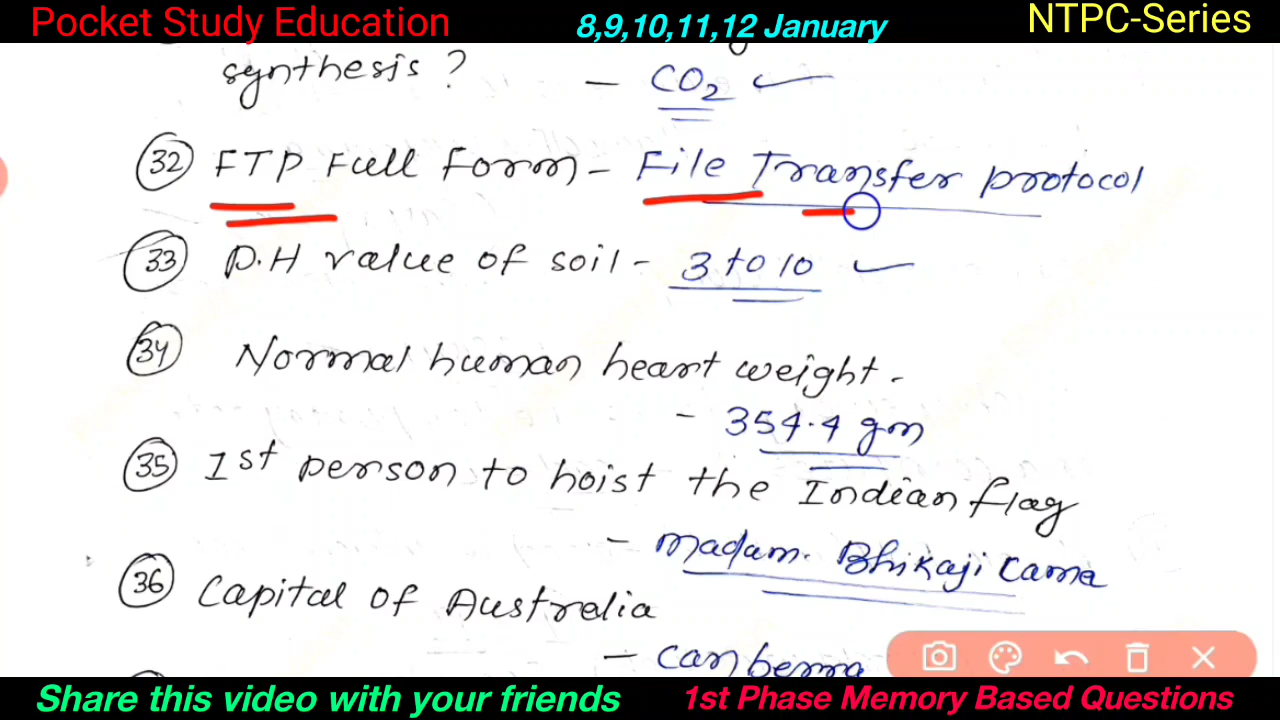 Pocket Study Education
8,9,10,11,12 January
NTPC-Series
synthesis ?
- CO2
32 FTP Full Form - File Transfer protocol
33 P.H value of soil - 3 to 10
34 Normal human heart weight -
- 354.4 gm
35 1st person to hoist the Indian flag
- madam. Bhikaji Cama
36 Capital of Australia
- Canberra
Share this video with your friends
1st Phase Memory Based Questions